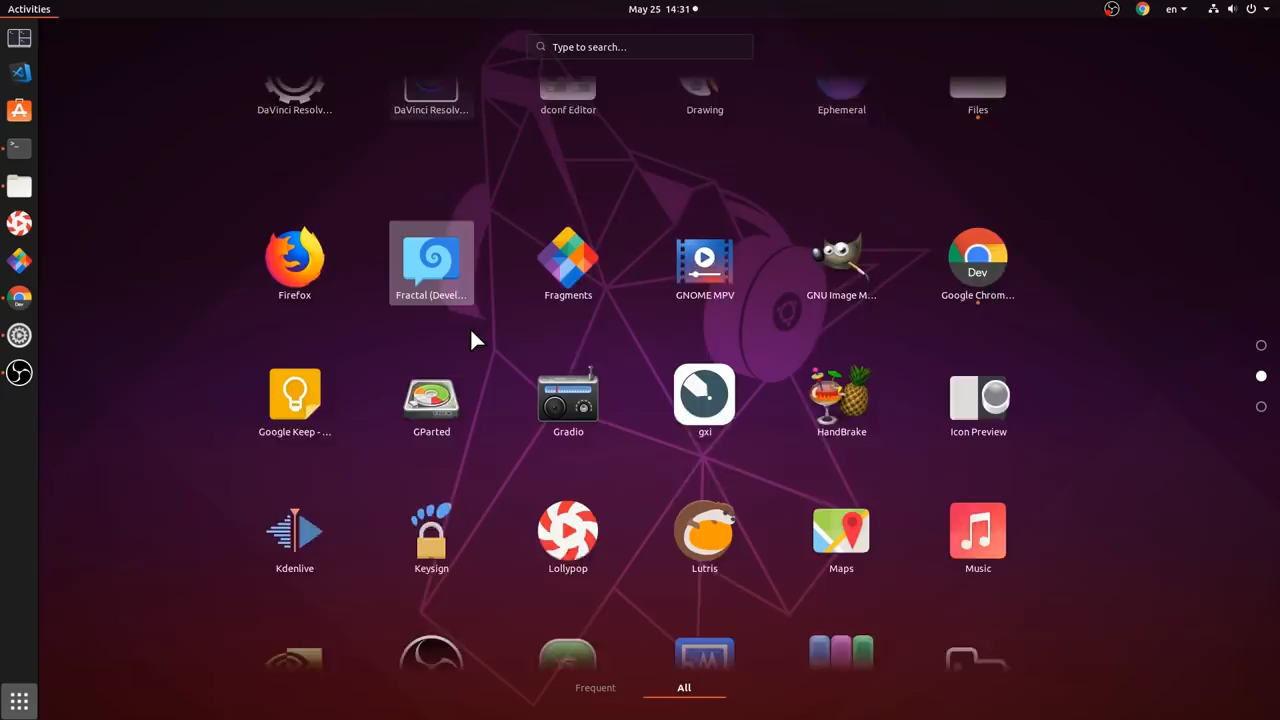 Activities
May 25 14:31
en
Type to search...
DaVinci Resolv...
DaVinci Resolv...
dconf Editor
Drawing
Ephemeral
Files
Firefox
Fractal (Devel...
Fragments
GNOME MPV
GNU Image M...
Dev
Google Chrom...
Dev
Google Keep - ...
GParted
Gradio
gxi
HandBrake
Icon Preview
Kdenlive
Keysign
Lollypop
Lutris
Maps
Music
Frequent
All